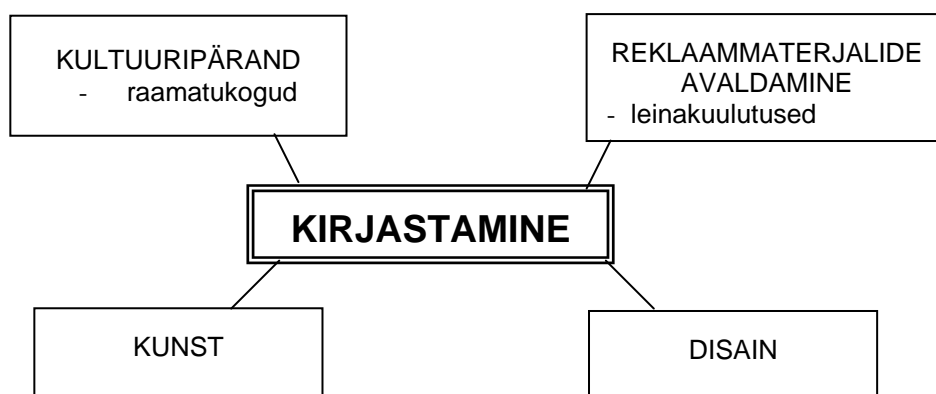 KULTUURIPÄRAND
- raamatukogud
REKLAAMMATERJALIDE
AVALDAMINE
- leinakuulutused
KIRJASTAMINE
KUNST
DISAIN